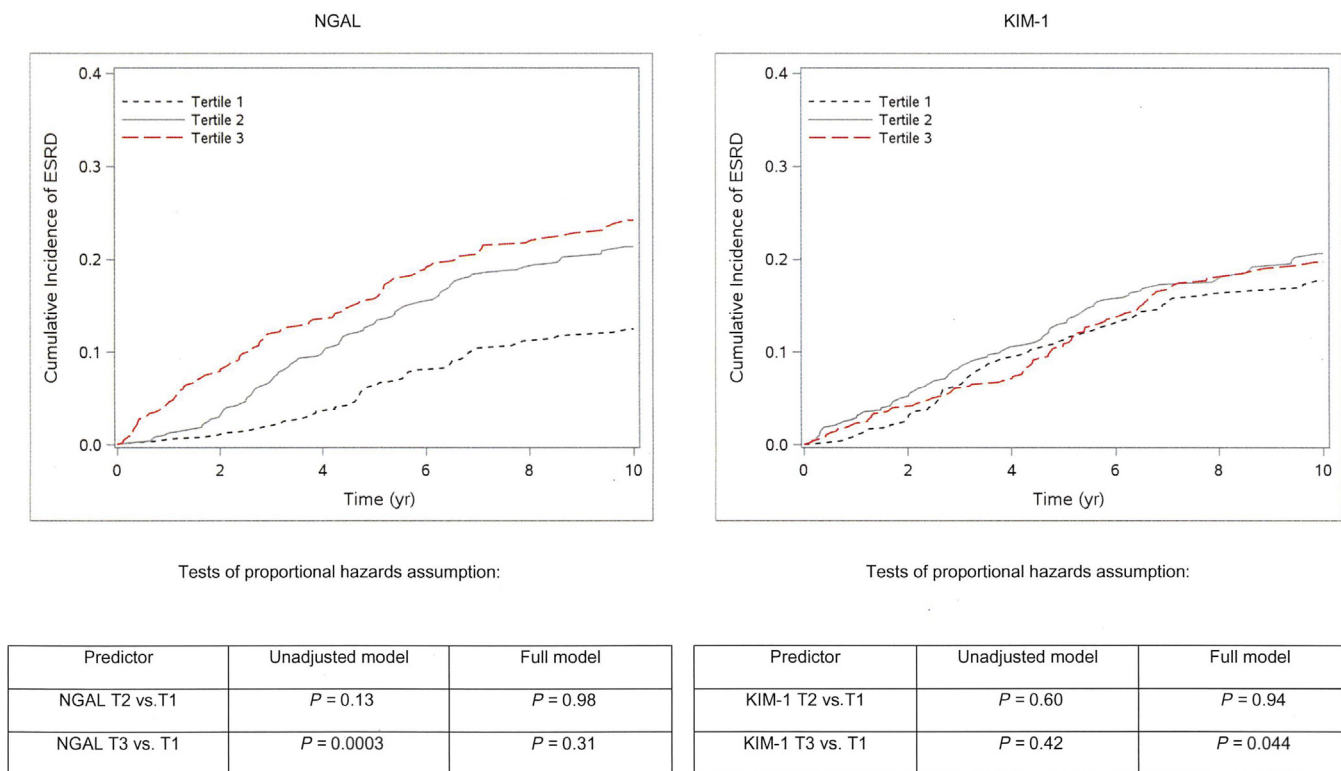 NGAL
KIM-1
0.4
0.3
0.2
0.1
0.0
Cumulative Incidence of ESRD
Tertile 1
Tertile 2
Tertile 3
0 2 4 6 8 10
Time (yr)
0.4
0.3
0.2
0.1
0.0
Cumulative Incidence of ESRD
Tertile 1
Tertile 2
Tertile 3
0 2 4 6 8 10
Time (yr)
Tests of proportional hazards assumption:
Predictor Unadjusted model Full model
NGAL T2 vs.T1 P = 0.13 P = 0.98
NGAL T3 vs. T1 P = 0.0003 P = 0.31
Tests of proportional hazards assumption:
Predictor Unadjusted model Full model
KIM-1 T2 vs.T1 P = 0.60 P = 0.94
KIM-1 T3 vs. T1 P = 0.42 P = 0.044